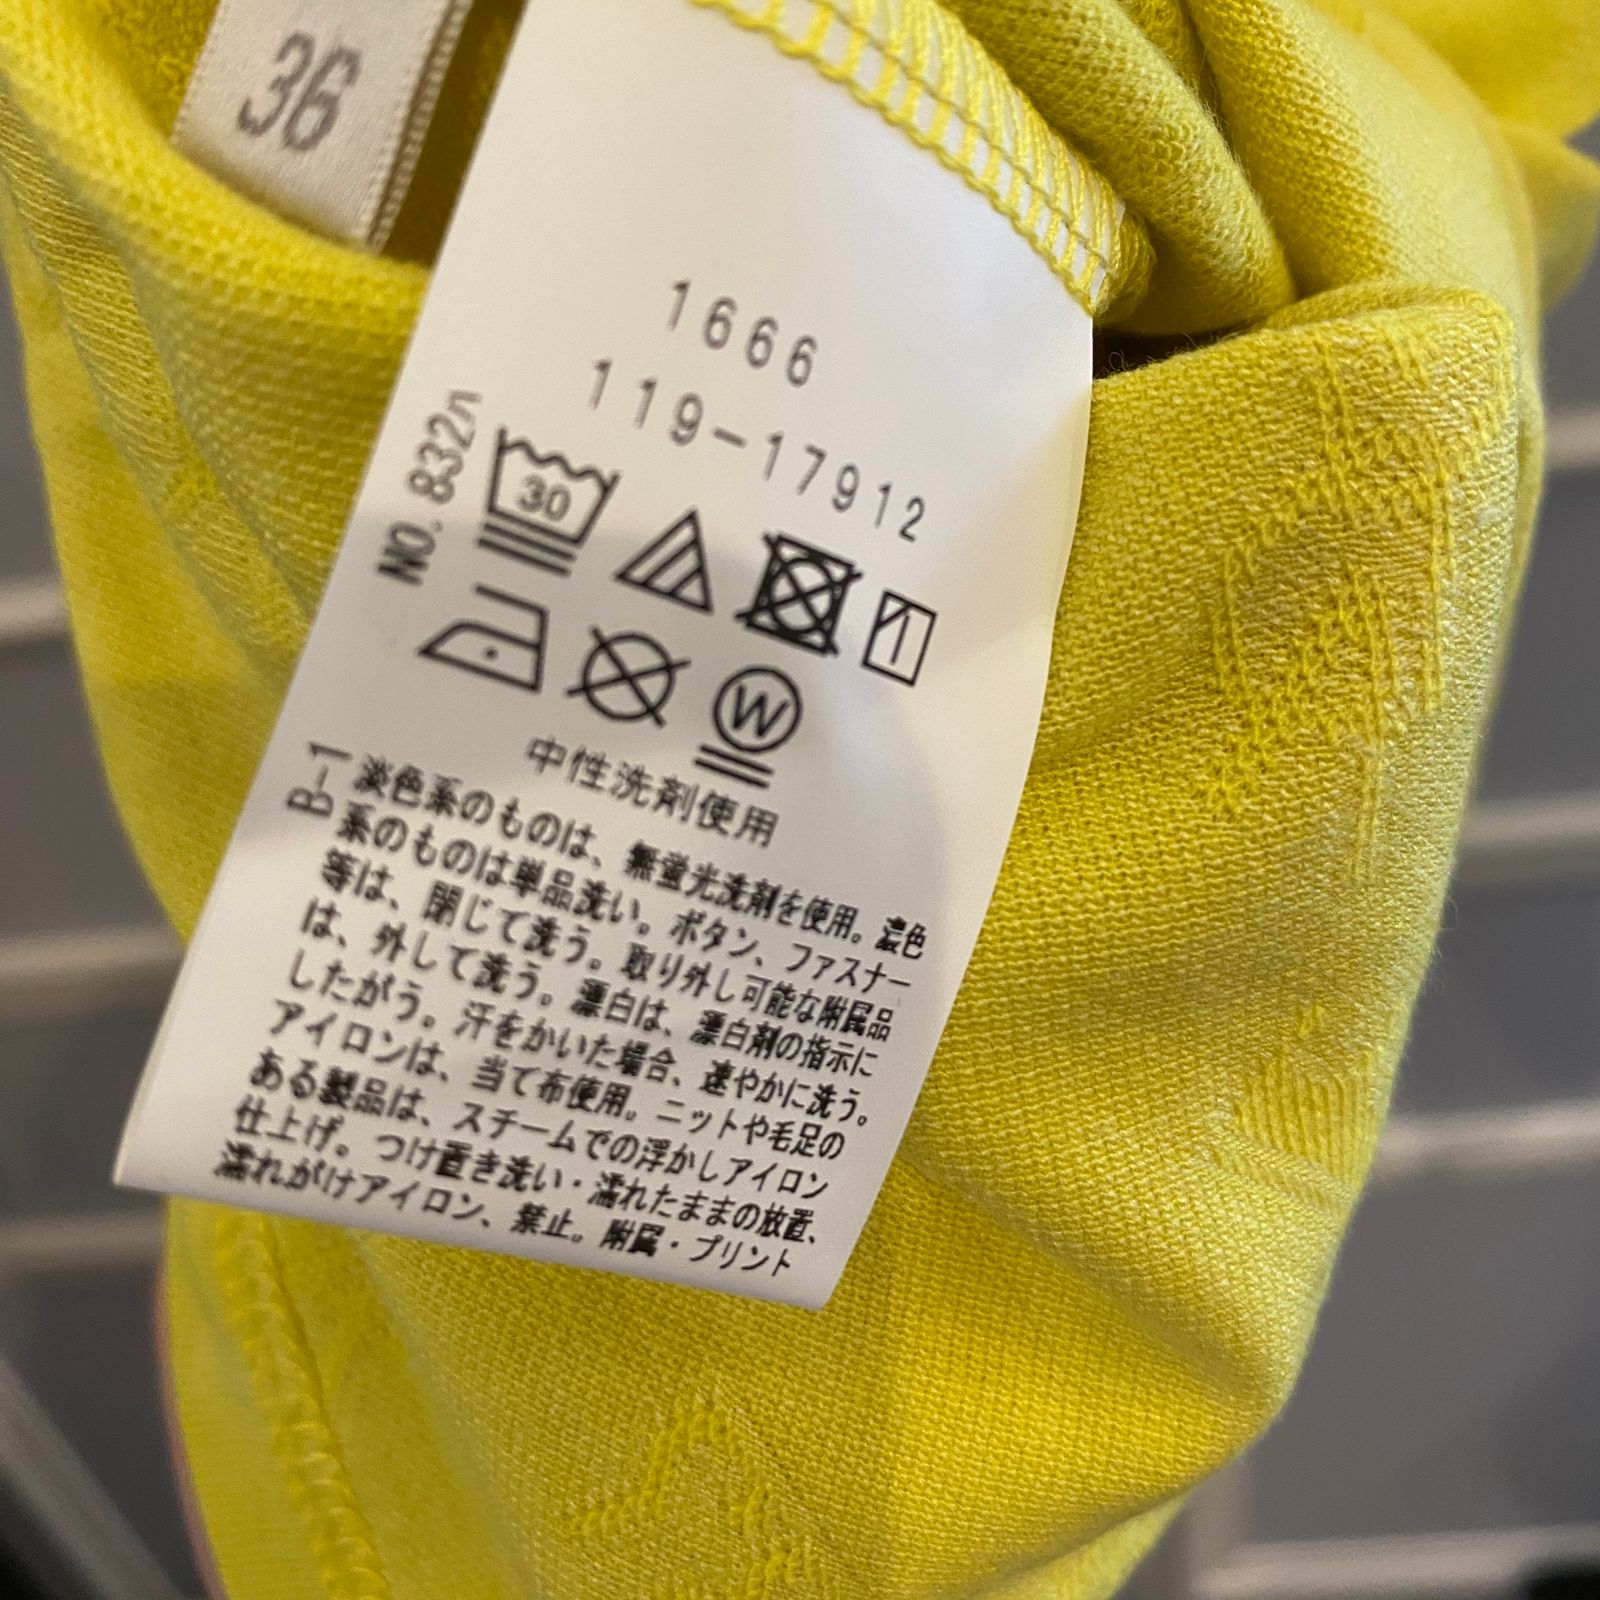 36
1666
119-17912
NO. 832n
30
W
中性洗剤使用
B-1
淡色系のものは、無蛍光洗剤を使用。濃色
系のものは単品洗い。ボタン、ファスナー
等は、閉じて洗う。取り外し可能な附属品
は、外して洗う。漂白は、漂白剤の指示に
したがう。汗をかいた場合、速やかに洗う。
アイロンは、当て布使用。ニットや毛足の
ある製品は、スチームでの浮かしアイロン
仕上げ。つけ置き洗い・濡れたままの放置、
濡れがけアイロン、禁止。附属・プリント